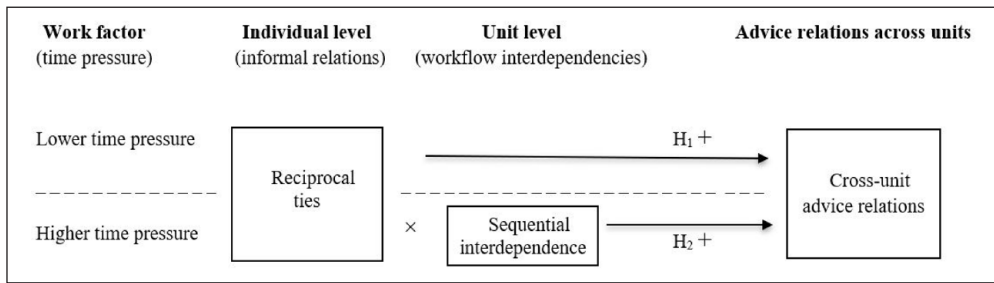 Work factor
(time pressure)
Individual level
(informal relations)
Unit level
(workflow interdependencies)
Advice relations across units
Lower time pressure
Reciprocal
ties
H₁ +
Cross-unit
advice relations
Higher time pressure
×
Sequential
interdependence
H₂ +